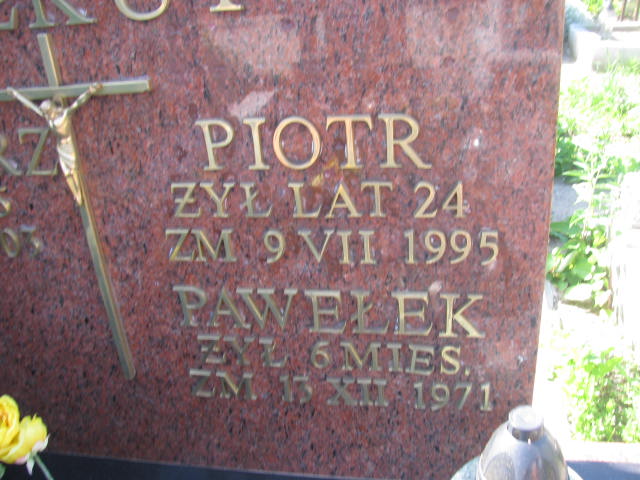 PIOTR
ŻYŁ LAT 24
ZM 9 VII 1995
PAWEŁEK
ŻYŁ 6 MIES.
ZM 13 XII 1971